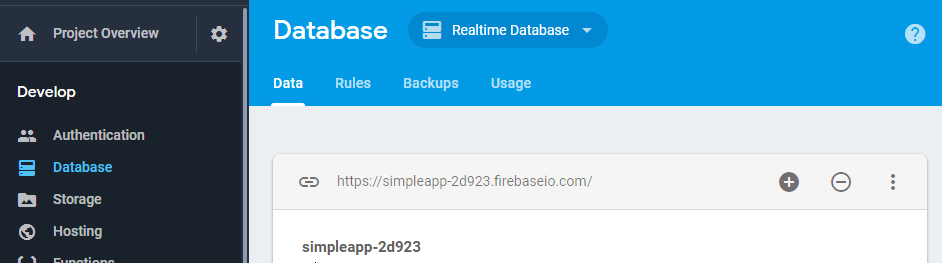 Project Overview
Develop
Authentication
Database
Storage
Hosting
Functions
Database Realtime Database
Data Rules Backups Usage
https://simpleapp-2d923.firebaseio.com/
simpleapp-2d923